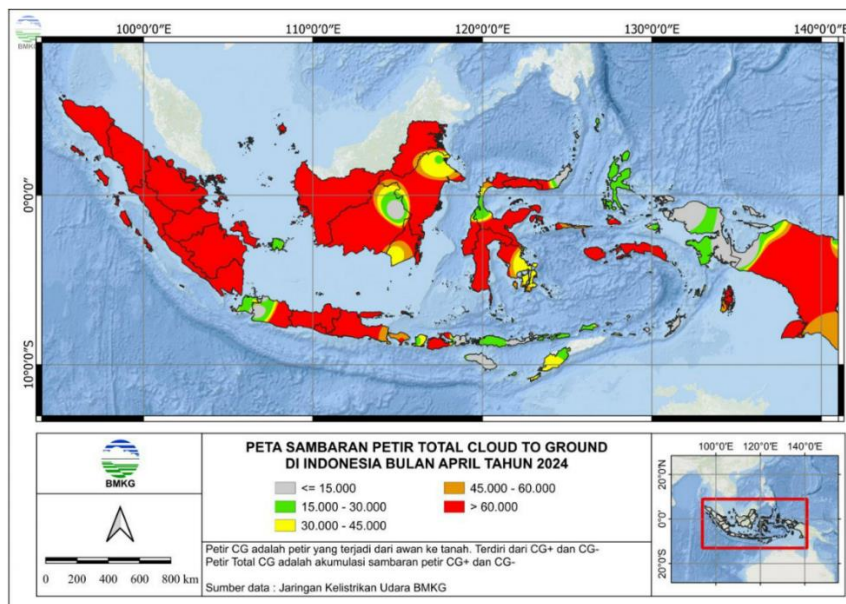 BMKG
100°0'0"E 110°0'0"E 120°0'0"E 130°0'0"E 140°0'0"E
0°0'0"
10°0'0"S
BMKG
0 200 400 600 800 km
PETA SAMBARAN PETIR TOTAL CLOUD TO GROUND
DI INDONESIA BULAN APRIL TAHUN 2024
<= 15.000
15.000 - 30.000
30.000 - 45.000
45.000 - 60.000
> 60.000
Petir CG adalah petir yang terjadi dari awan ke tanah. Terdiri dari CG+ dan CG-
Petir Total CG adalah akumulasi sambaran petir CG+ dan CG-
Sumber data : Jaringan Kelistrikan Udara BMKG
100°0'E 120°0'E 140°0'E
20°0'N
0°0'
20°0'S